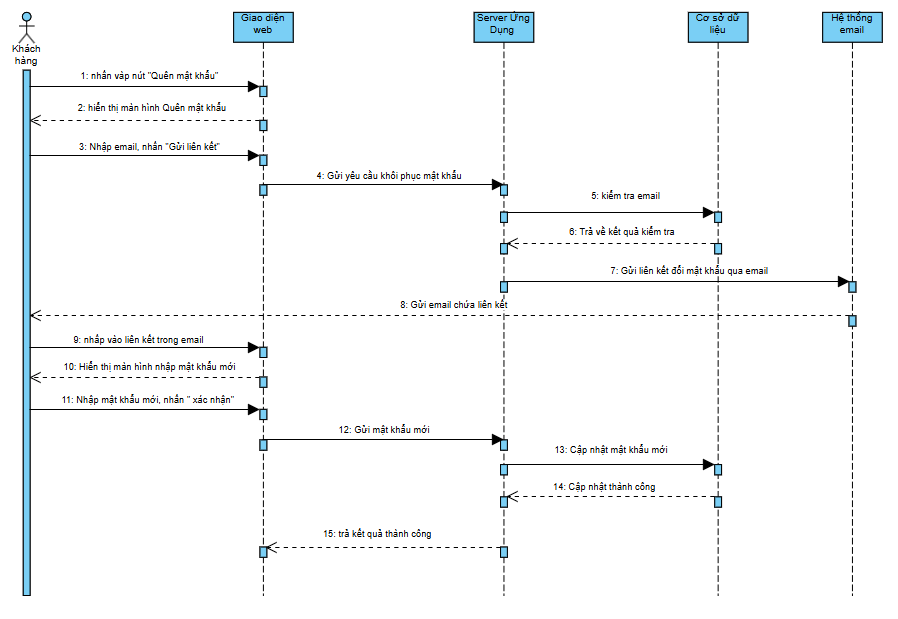 Giao diện
web
Server Ứng
Dụng
Cơ sở dữ
liệu
Hệ thống
email
Khách
hàng
1: nhấn vàp nút "Quên mật khẩu"
2: hiển thị màn hình Quên mật khẩu
3: Nhập email, nhấn "Gửi liên kết"
4: Gửi yêu cầu khôi phục mật khẩu
5: kiểm tra email
6: Trả về kết quả kiểm tra
7: Gửi liên kết đổi mật khẩu qua email
8: Gửi email chứa liên kết
9: nhấp vào liên kết trong email
10: Hiển thị màn hình nhập mật khẩu mới
11: Nhập mật khẩu mới, nhấn " xác nhận"
12: Gửi mật khẩu mới
13: Cập nhật mật khẩu mới
14: Cập nhật thành công
15: trả kết quả thành công